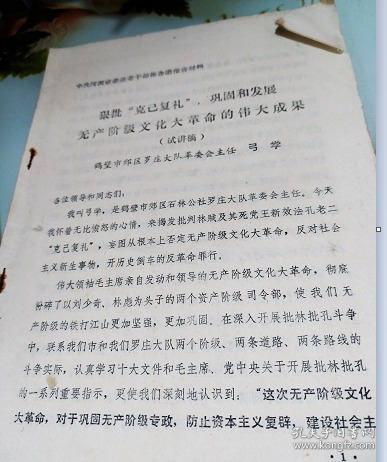 中共河南省委
狠批“克己复礼”，巩固和发展
无产阶级文化大革命的伟大成果
（试讲稿）
鹤壁市郊区罗庄大队革委会主任 弓 学
各位领导和同志们，
我叫弓学，是鹤壁市郊区石林公社罗庄大队革委会主任。今天
我怀着无比愤怒的心情，来揭发批判林贼及其死党王新效法孔老二
“克己复礼”，妄图从根本上否定无产阶级文化大革命，反对社会
主义新生事物，开历史倒车的反革命罪行。
伟大领袖毛主席亲自发动和领导的无产阶级文化大革命，彻底
粉碎了以刘少奇、林彪为头子的两个资产阶级司令部，使我们无
产阶级的铁打江山更加坚强，更加巩固。在深入开展批林批孔斗争
中，联系我们市和我们罗庄大队两个阶级、两条道路、两条路线的
斗争实际，认真学习十大文件和毛主席、党中央关于开展批林批孔
的一系列重要指示，更使我们深刻地认识到，“这次无产阶级文化
大革命，对于巩固无产阶级专政，防止资本主义复辟，建设社会主
·1·
孔夫子旧书网